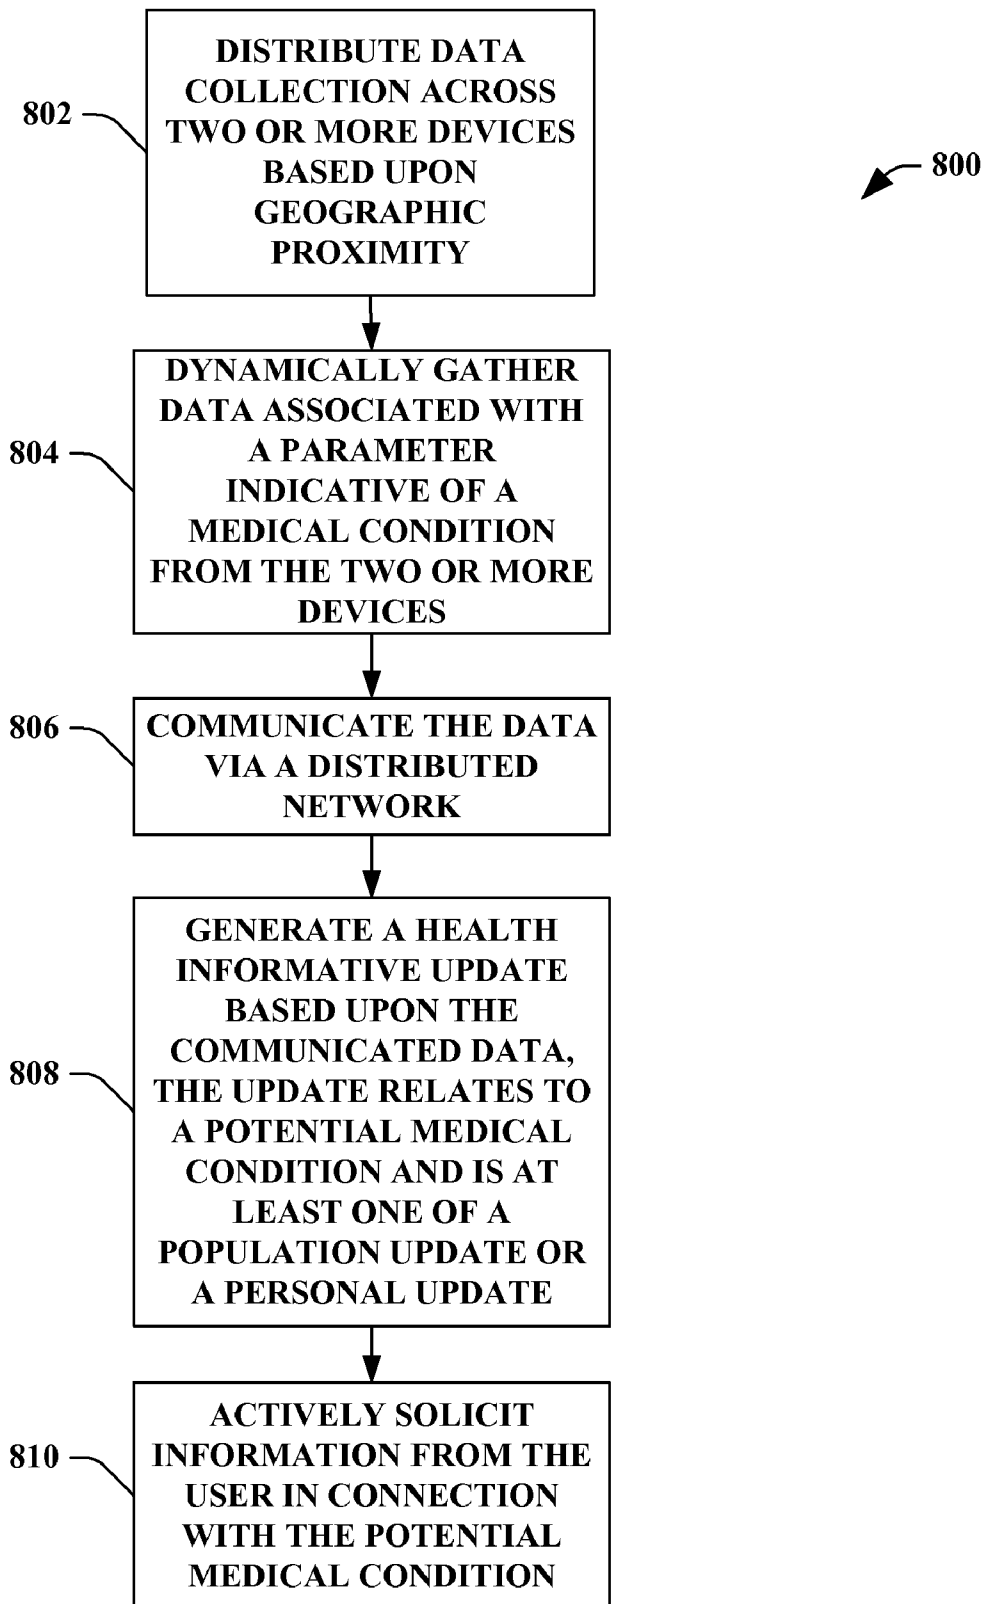 DISTRIBUTE DATA
COLLECTION ACROSS
TWO OR MORE DEVICES
BASED UPON
GEOGRAPHIC
PROXIMITY
802
800
DYNAMICALLY GATHER
DATA ASSOCIATED WITH
A PARAMETER
INDICATIVE OF A
MEDICAL CONDITION
FROM THE TWO OR MORE
DEVICES
804
COMMUNICATE THE DATA
VIA A DISTRIBUTED
NETWORK
806
GENERATE A HEALTH
INFORMATIVE UPDATE
BASED UPON THE
COMMUNICATED DATA,
THE UPDATE RELATES TO
A POTENTIAL MEDICAL
CONDITION AND IS AT
LEAST ONE OF A
POPULATION UPDATE OR
A PERSONAL UPDATE
808
ACTIVELY SOLICIT
INFORMATION FROM THE
USER IN CONNECTION
WITH THE POTENTIAL
MEDICAL CONDITION
810